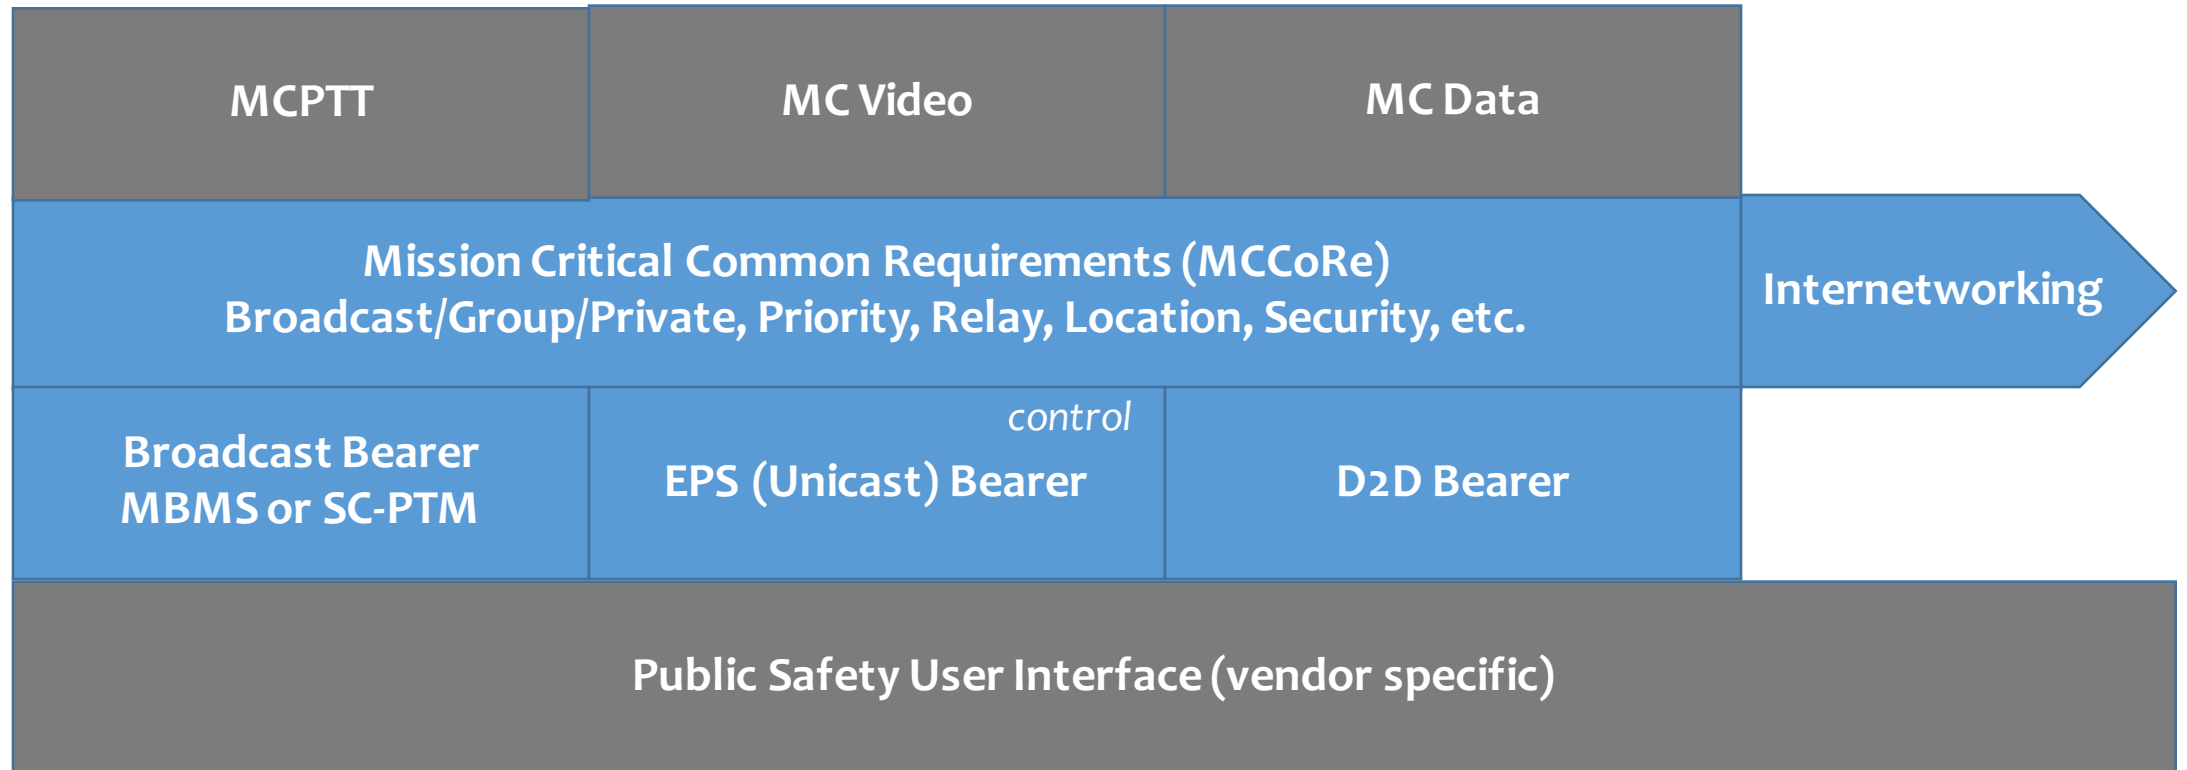 MCPTT
MC Video
MC Data
Mission Critical Common Requirements (MCCoRe)
Broadcast/Group/Private, Priority, Relay, Location, Security, etc.
Internetworking
Broadcast Bearer
MBMS or SC-PTM
control
EPS (Unicast) Bearer
D2D Bearer
Public Safety User Interface (vendor specific)